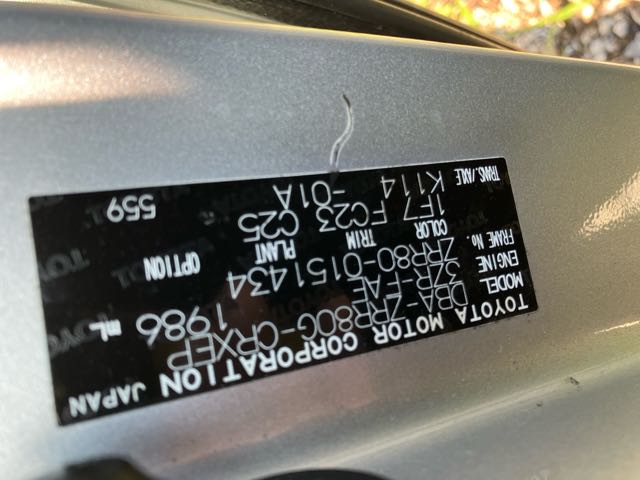 TOYOTA MOTOR CORPORATION JAPAN
MODEL DBA-ZRR80G-CRXEP
ENGINE 3ZR-FAE 1986 mL
FRAME No. ZRR80-0151434
COLOR TRIM PLANT OPTION
1F7 FC23 C25
TRANS./AXLE K114 -01A
559